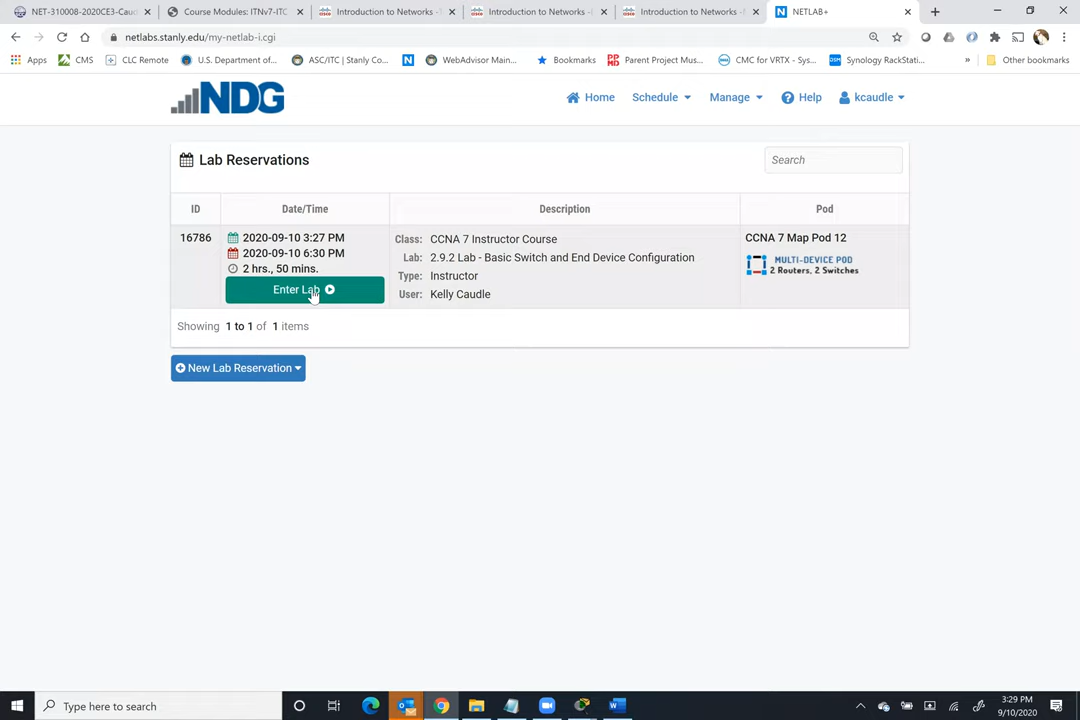 NET-310008-2020CE3-Caud
Course Modules: ITNv7-ITC
Introduction to Networks -
Introduction to Networks -
Introduction to Networks -
NETLAB+
netlabs.stanly.edu/my-netlab-i.cgi
Apps
CMS
CLC Remote
U.S. Department of...
ASC/ITC | Stanly Co...
WebAdvisor Main...
Bookmarks
Parent Project Mus...
CMC for VRTX - Sys...
Synology RackStati...
»
Other bookmarks
NDG
Home
Schedule
Manage
Help
kcaudle
Lab Reservations
Search
ID
Date/Time
Description
Pod
16786
2020-09-10 3:27 PM
2020-09-10 6:30 PM
2 hrs., 50 mins.
Enter Lab
Class: CCNA 7 Instructor Course
Lab: 2.9.2 Lab - Basic Switch and End Device Configuration
Type: Instructor
User: Kelly Caudle
CCNA 7 Map Pod 12
MULTI-DEVICE POD
2 Routers, 2 Switches
Showing 1 to 1 of 1 items
New Lab Reservation
Type here to search
3:29 PM
9/10/2020